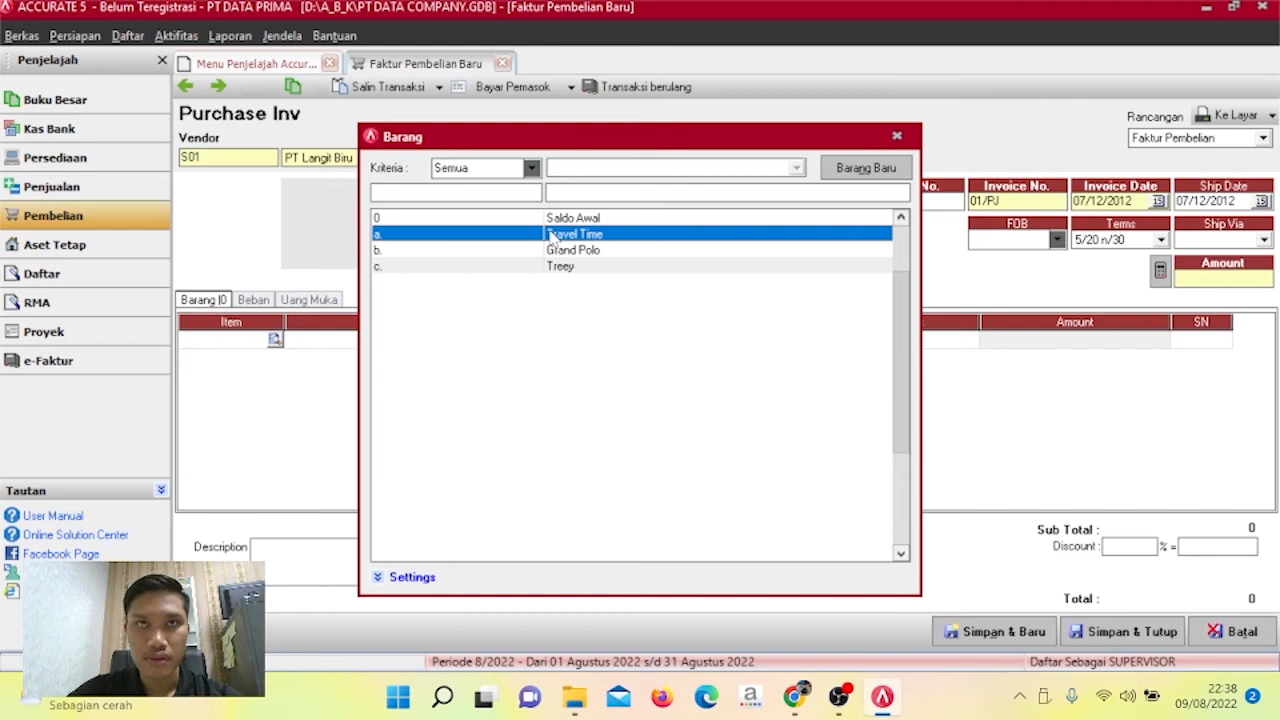 ACCURATE 5 - Belum Teregistrasi - PT DATA PRIMA [D:\A_B_K\PT DATA COMPANY.GDB] - [Faktur Pembelian Baru]
Berkas Persiapan Daftar Aktifitas Laporan Jendela Bantuan
Penjelajah
Menu Penjelajah Accur...
Faktur Pembelian Baru
Salin Transaksi
Bayar Pemasok
Transaksi berulang
Buku Besar
Kas Bank
Persediaan
Penjualan
Pembelian
Aset Tetap
Daftar
RMA
Proyek
e-Faktur
Tautan
User Manual
Online Solution Center
Facebook Page
Purchase Inv
Vendor
S01
PT Langit Biru
Rancangan
Ke Layar
Faktur Pembelian
No.
Invoice No.
Invoice Date
Ship Date
01/PJ
07/12/2012
07/12/2012
FOB
Terms
Ship Via
5/20 n/30
Amount
Barang
Kriteria :
Semua
Barang Baru
0 Saldo Awal
a. Travel Time
b. Grand Polo
c. Treey
Settings
Barang |0
Beban
Uang Muka
Item
Amount
SN
Description
Sub Total : 0
Discount : % =
Total : 0
Simpan & Baru
Simpan & Tutup
Batal
Periode 8/2022 - Dari 01 Agustus 2022 s/d 31 Agustus 2022
Daftar Sebagai SUPERVISOR
Sebagian cerah
a
22:38
09/08/2022
2